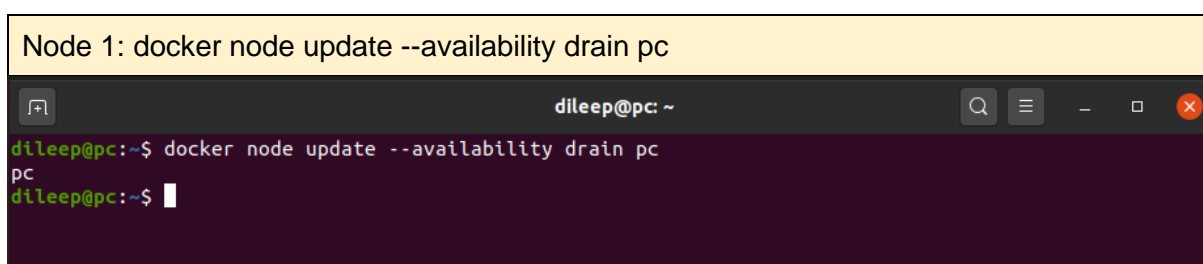 Node 1: docker node update --availability drain pc
dileep@pc: ~
dileep@pc:~$ docker node update --availability drain pc
pc
dileep@pc:~$